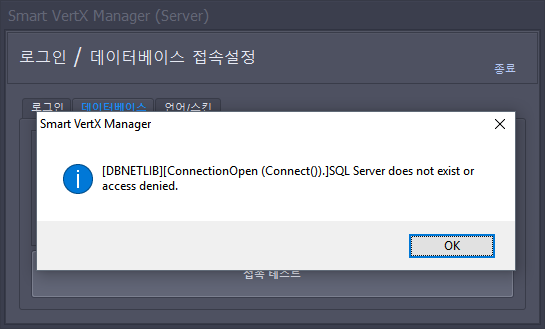 Smart VertX Manager (Server)
로그인 / 데이터베이스 접속설정
종료
로그인 데이터베이스 언어/스킨
Smart VertX Manager
[DBNETLIB][ConnectionOpen (Connect()).]SQL Server does not exist or
access denied.
OK
접속 테스트